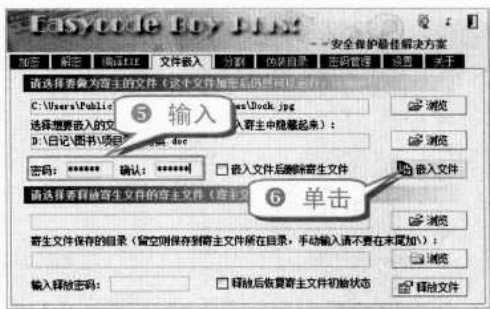 Easycode Boy Plus!
--安全保护最佳解决方案
加密 解密 编译EXE 文件嵌入 分割 伪装目录 密码管理 设置 关于
请选择要做为寄主的文件(这个文件加密后仍然可以运行)
C:\Users\Public es\Dock.jpg 浏览
⑤ 输入
选择想要嵌入的文 入寄主中隐藏起来):
D:\日记\图书\项目 .doc 浏览
密码: ****** 确认: ****** 嵌入文件后删除寄生文件 嵌入文件
⑥ 单击
请选择要释放寄生文件的寄主文件(寄主文
浏览
寄生文件保存的目录(留空则保存到寄主文件所在目录,手动输入请不要在末尾加\):
浏览
输入释放密码: 释放后恢复寄主文件初始状态 释放文件